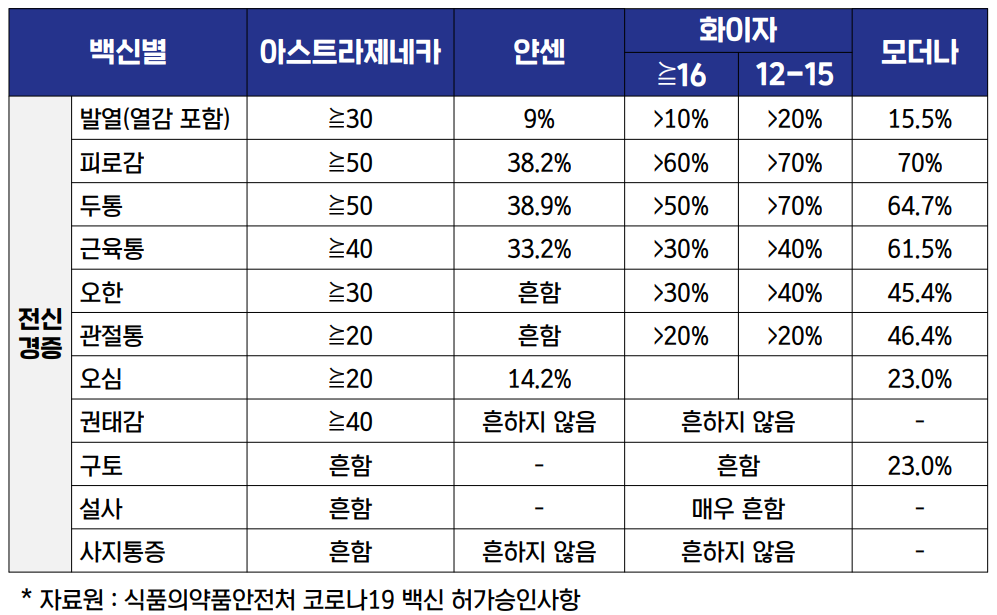 백신별 아스트라제네카 얀센 화이자 모더나
≧16 12-15
전신
경증
발열(열감 포함) ≧30 9% >10% >20% 15.5%
피로감 ≧50 38.2% >60% >70% 70%
두통 ≧50 38.9% >50% >70% 64.7%
근육통 ≧40 33.2% >30% >40% 61.5%
오한 ≧30 흔함 >30% >40% 45.4%
관절통 ≧20 흔함 >20% >20% 46.4%
오심 ≧20 14.2% 23.0%
권태감 ≧40 흔하지 않음 흔하지 않음 -
구토 흔함 - 흔함 23.0%
설사 흔함 - 매우 흔함 -
사지통증 흔함 흔하지 않음 흔하지 않음 -
* 자료원 : 식품의약품안전처 코로나19 백신 허가승인사항